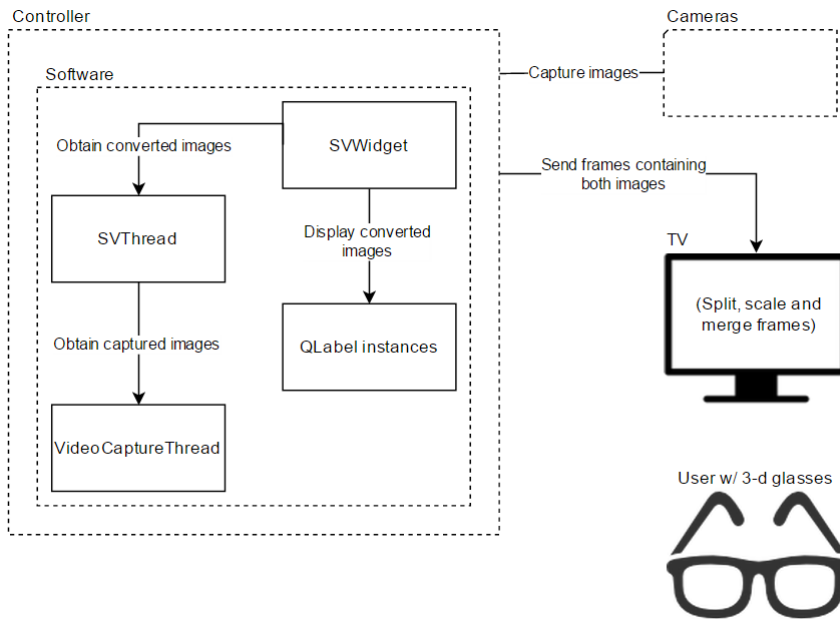 Controller
Cameras
Software
Capture images
SVWidget
Obtain converted images
Send frames containing
both images
SVThread
Display converted
images
TV
(Split, scale and
merge frames)
Obtain captured images
QLabel instances
VideoCaptureThread
User w/ 3-d glasses